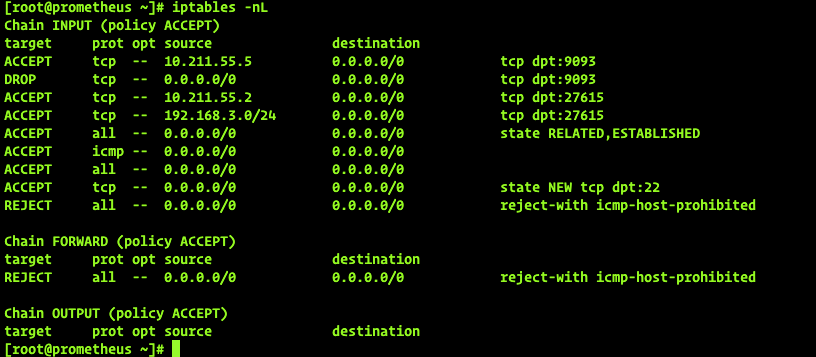 [root@prometheus ~]# iptables -nL
Chain INPUT (policy ACCEPT)
target     prot opt source               destination
ACCEPT     tcp  --  10.211.55.5          0.0.0.0/0            tcp dpt:9093
DROP       tcp  --  0.0.0.0/0            0.0.0.0/0            tcp dpt:9093
ACCEPT     tcp  --  10.211.55.2          0.0.0.0/0            tcp dpt:27615
ACCEPT     tcp  --  192.168.3.0/24       0.0.0.0/0            tcp dpt:27615
ACCEPT     all  --  0.0.0.0/0            0.0.0.0/0            state RELATED,ESTABLISHED
ACCEPT     icmp --  0.0.0.0/0            0.0.0.0/0
ACCEPT     all  --  0.0.0.0/0            0.0.0.0/0
ACCEPT     tcp  --  0.0.0.0/0            0.0.0.0/0            state NEW tcp dpt:22
REJECT     all  --  0.0.0.0/0            0.0.0.0/0            reject-with icmp-host-prohibited

Chain FORWARD (policy ACCEPT)
target     prot opt source               destination
REJECT     all  --  0.0.0.0/0            0.0.0.0/0            reject-with icmp-host-prohibited

Chain OUTPUT (policy ACCEPT)
target     prot opt source               destination
[root@prometheus ~]#